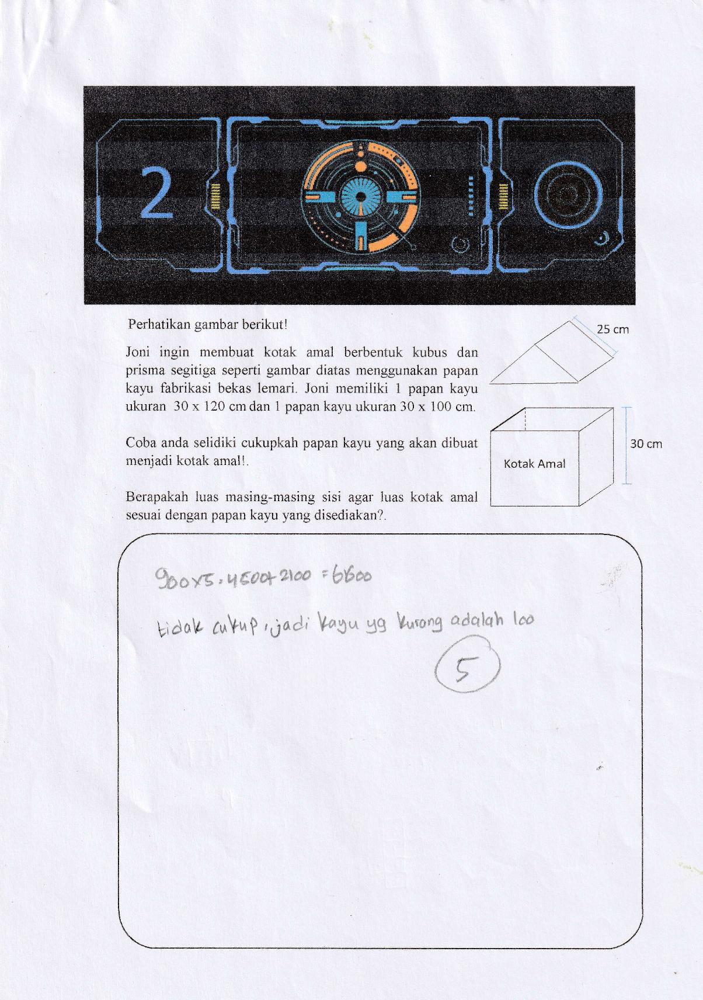 2
Perhatikan gambar berikut!
25 cm
Joni ingin membuat kotak amal berbentuk kubus dan
prisma segitiga seperti gambar diatas menggunakan papan
kayu fabrikasi bekas lemari. Joni memiliki 1 papan kayu
ukuran 30 x 120 cm dan 1 papan kayu ukuran 30 x 100 cm.
Coba anda selidiki cukupkah papan kayu yang akan dibuat
menjadi kotak amal!.
30 cm
Kotak Amal
Berapakah luas masing-masing sisi agar luas kotak amal
sesuai dengan papan kayu yang disediakan?.
900x5 = 4500+ 2100 = 6600
tidak cukup, jadi kayu yg kurang adalah 100
5